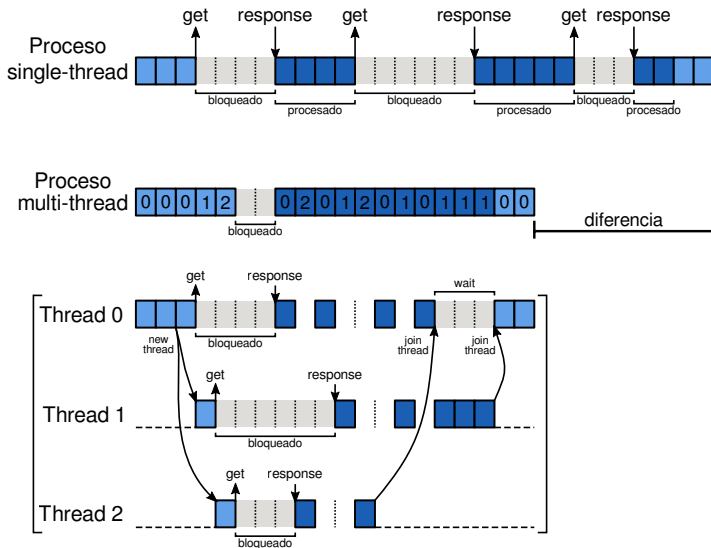 get response get response get response
Proceso
single-thread
bloqueado bloqueado bloqueado
procesado procesado procesado
Proceso
multi-thread
0 0 0 1 2 0 2 0 1 2 0 1 0 1 1 1 0 0
bloqueado
diferencia
get response wait
Thread 0
new
thread
bloqueado
join
thread
join
thread
get response
Thread 1
bloqueado
get response
Thread 2
bloqueado